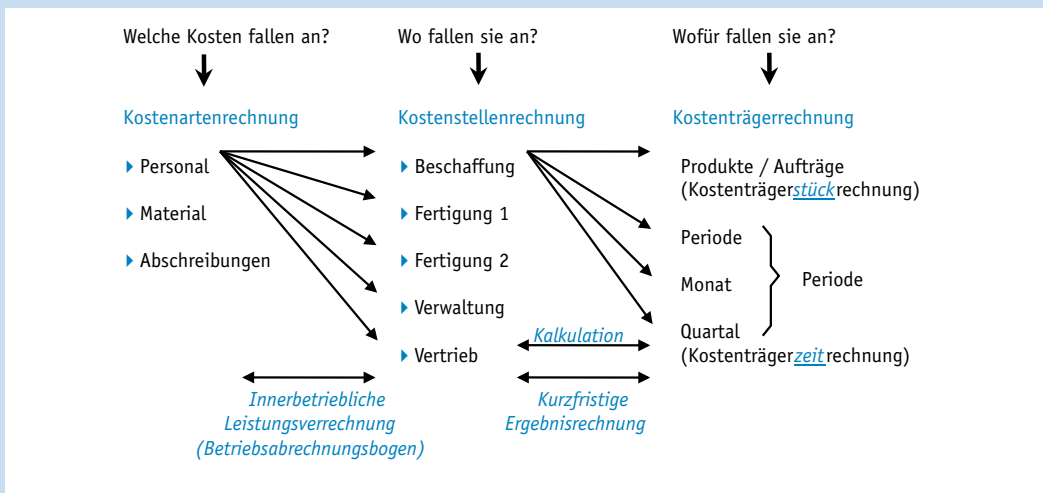 Welche Kosten fallen an?
Wo fallen sie an?
Wofür fallen sie an?
Kostenartenrechnung
Kostenstellenrechnung
Kostenträgerrechnung
Personal
Material
Abschreibungen
Beschaffung
Fertigung 1
Fertigung 2
Verwaltung
Vertrieb
Produkte / Aufträge
(Kostenträgerstückrechnung)
Periode
Monat
Quartal
(Kostenträgerzeitrechnung)
Periode
Kalkulation
Innerbetriebliche
Leistungsverrechnung
(Betriebsabrechnungsbogen)
Kurzfristige
Ergebnisrechnung